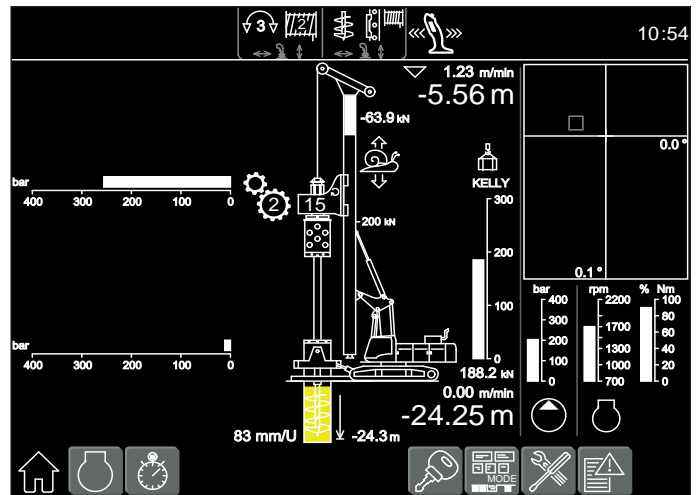 3
2
10:54
1.23 m/min
-5.56 m
-63.9 kN
0.0 °
bar
400 300 200 100 0
2
15
KELLY
300
200
100
0
-200 kN
0.1 °
bar
400
300
200
100
0
rpm
2200
1700
1300
1000
700
% Nm
100
80
60
40
20
0
bar
400 300 200 100 0
188.2 kN
0.00 m/min
-24.25 m
83 mm/U
-24.3 m
MODE